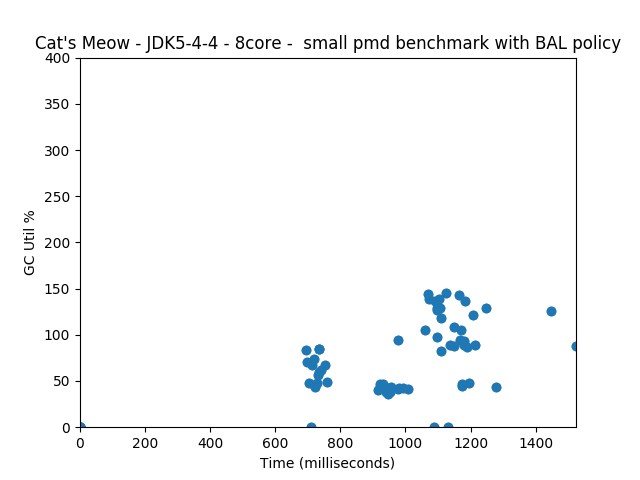 Cat's Meow - JDK5-4-4 - 8core -  small pmd benchmark with BAL policy
400
350
300
250
200
150
100
50
0
GC Util %
0 200 400 600 800 1000 1200 1400
Time (milliseconds)